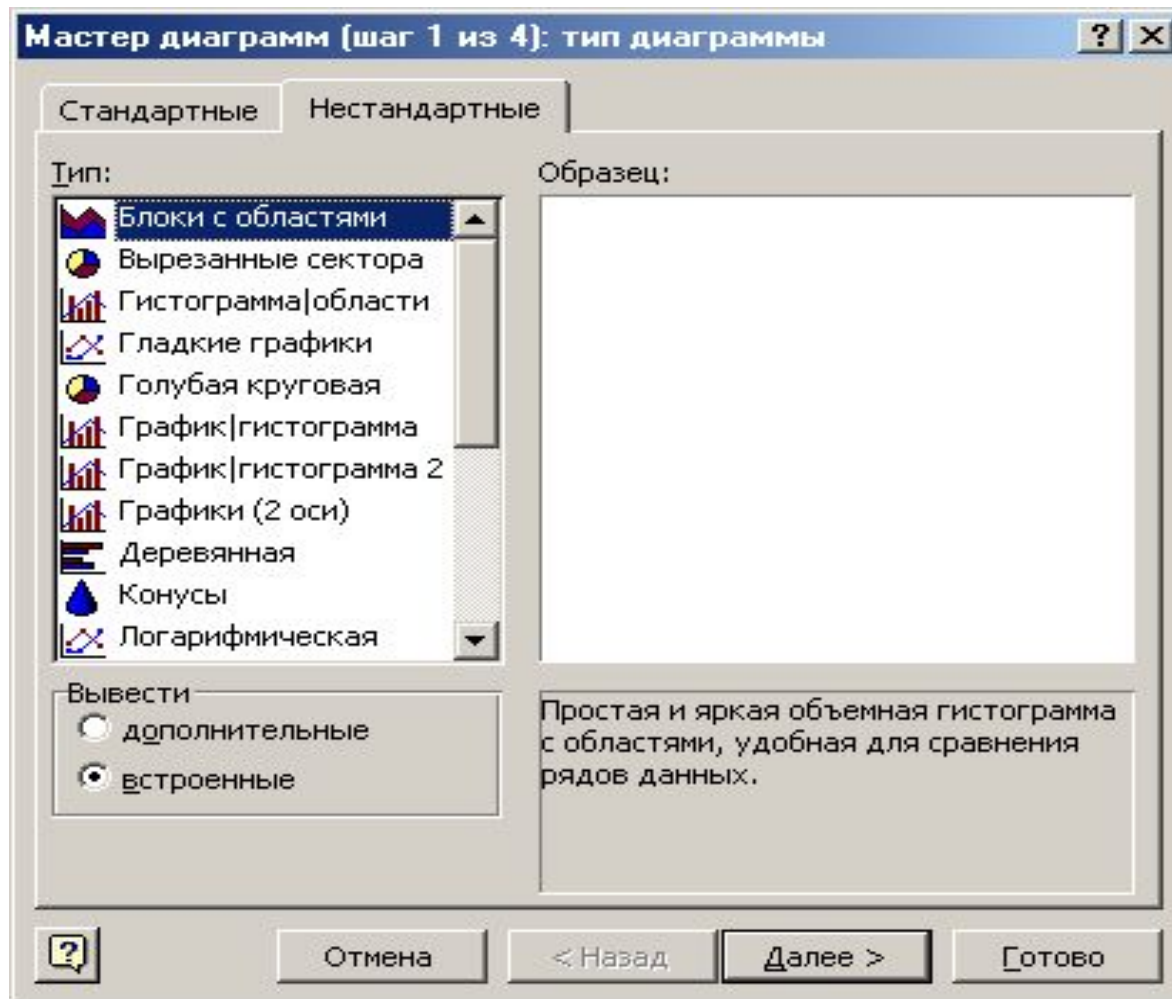 Мастер диаграмм (шаг 1 из 4): тип диаграммы
Стандартные
Нестандартные
Тип:
Блоки с областями
Вырезанные сектора
Гистограмма|области
Гладкие графики
Голубая круговая
График|гистограмма
График|гистограмма 2
Графики (2 оси)
Деревянная
Конусы
Логарифмическая
Образец:
Вывести
дополнительные
встроенные
Простая и яркая объемная гистограмма
с областями, удобная для сравнения
рядов данных.
Отмена
< Назад
Далее >
Готово